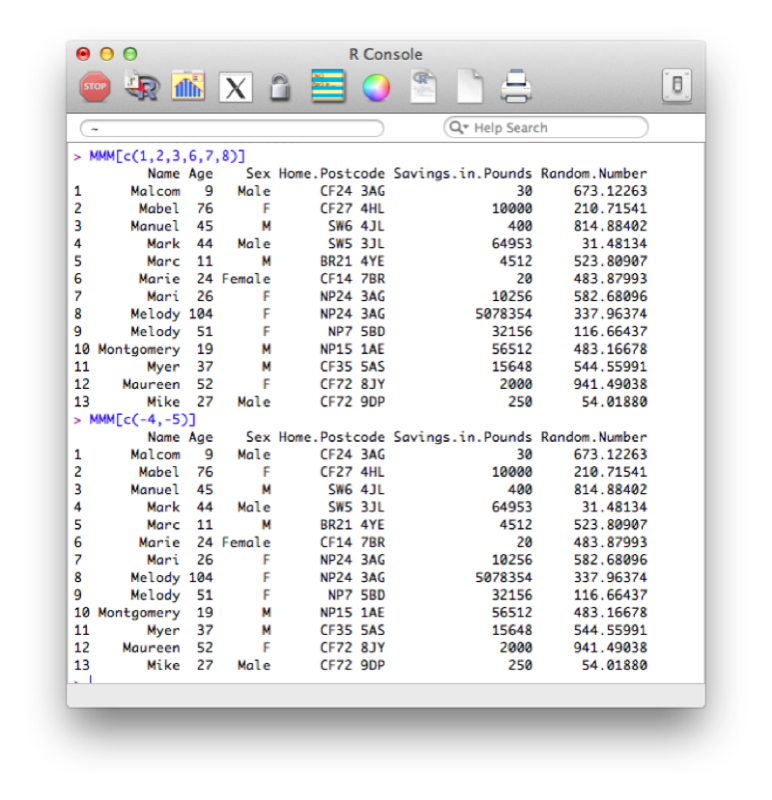 R Console
STOP R X R
~ Help Search
> MMM[c(1,2,3,6,7,8)]
Name Age Sex Home.Postcode Savings.in.Pounds Random.Number
1 Malcom 9 Male CF24 3AG 30 673.12263
2 Mabel 76 F CF27 4HL 10000 210.71541
3 Manuel 45 M SW6 4JL 400 814.88402
4 Mark 44 Male SW5 3JL 64953 31.48134
5 Marc 11 M BR21 4YE 4512 523.80907
6 Marie 24 Female CF14 7BR 20 483.87993
7 Mari 26 F NP24 3AG 10256 582.68096
8 Melody 104 F NP24 3AG 5078354 337.96374
9 Melody 51 F NP7 5BD 32156 116.66437
10 Montgomery 19 M NP15 1AE 56512 483.16678
11 Myer 37 M CF35 5AS 15648 544.55991
12 Maureen 52 F CF72 8JY 2000 941.49038
13 Mike 27 Male CF72 9DP 250 54.01880
> MMM[c(-4,-5)]
Name Age Sex Home.Postcode Savings.in.Pounds Random.Number
1 Malcom 9 Male CF24 3AG 30 673.12263
2 Mabel 76 F CF27 4HL 10000 210.71541
3 Manuel 45 M SW6 4JL 400 814.88402
4 Mark 44 Male SW5 3JL 64953 31.48134
5 Marc 11 M BR21 4YE 4512 523.80907
6 Marie 24 Female CF14 7BR 20 483.87993
7 Mari 26 F NP24 3AG 10256 582.68096
8 Melody 104 F NP24 3AG 5078354 337.96374
9 Melody 51 F NP7 5BD 32156 116.66437
10 Montgomery 19 M NP15 1AE 56512 483.16678
11 Myer 37 M CF35 5AS 15648 544.55991
12 Maureen 52 F CF72 8JY 2000 941.49038
13 Mike 27 Male CF72 9DP 250 54.01880
>